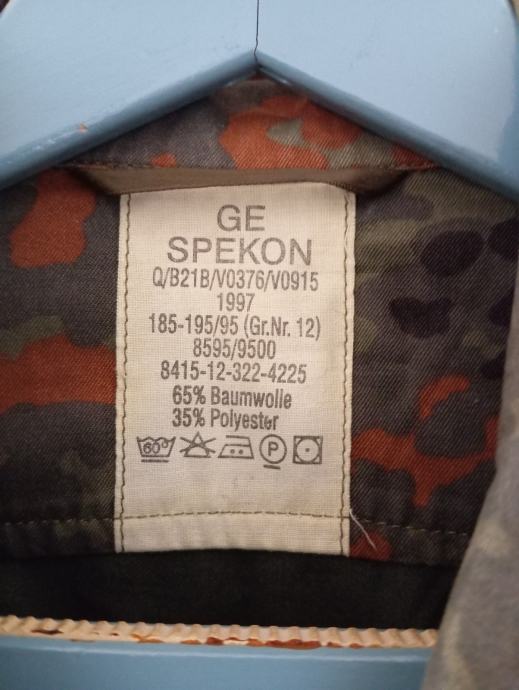 GE
SPEKON
Q/B21B/V0376/V0915
1997
185-195/95 (Gr.Nr. 12)
8595/9500
8415-12-322-4225
65% Baumwolle
35% Polyester
60° P